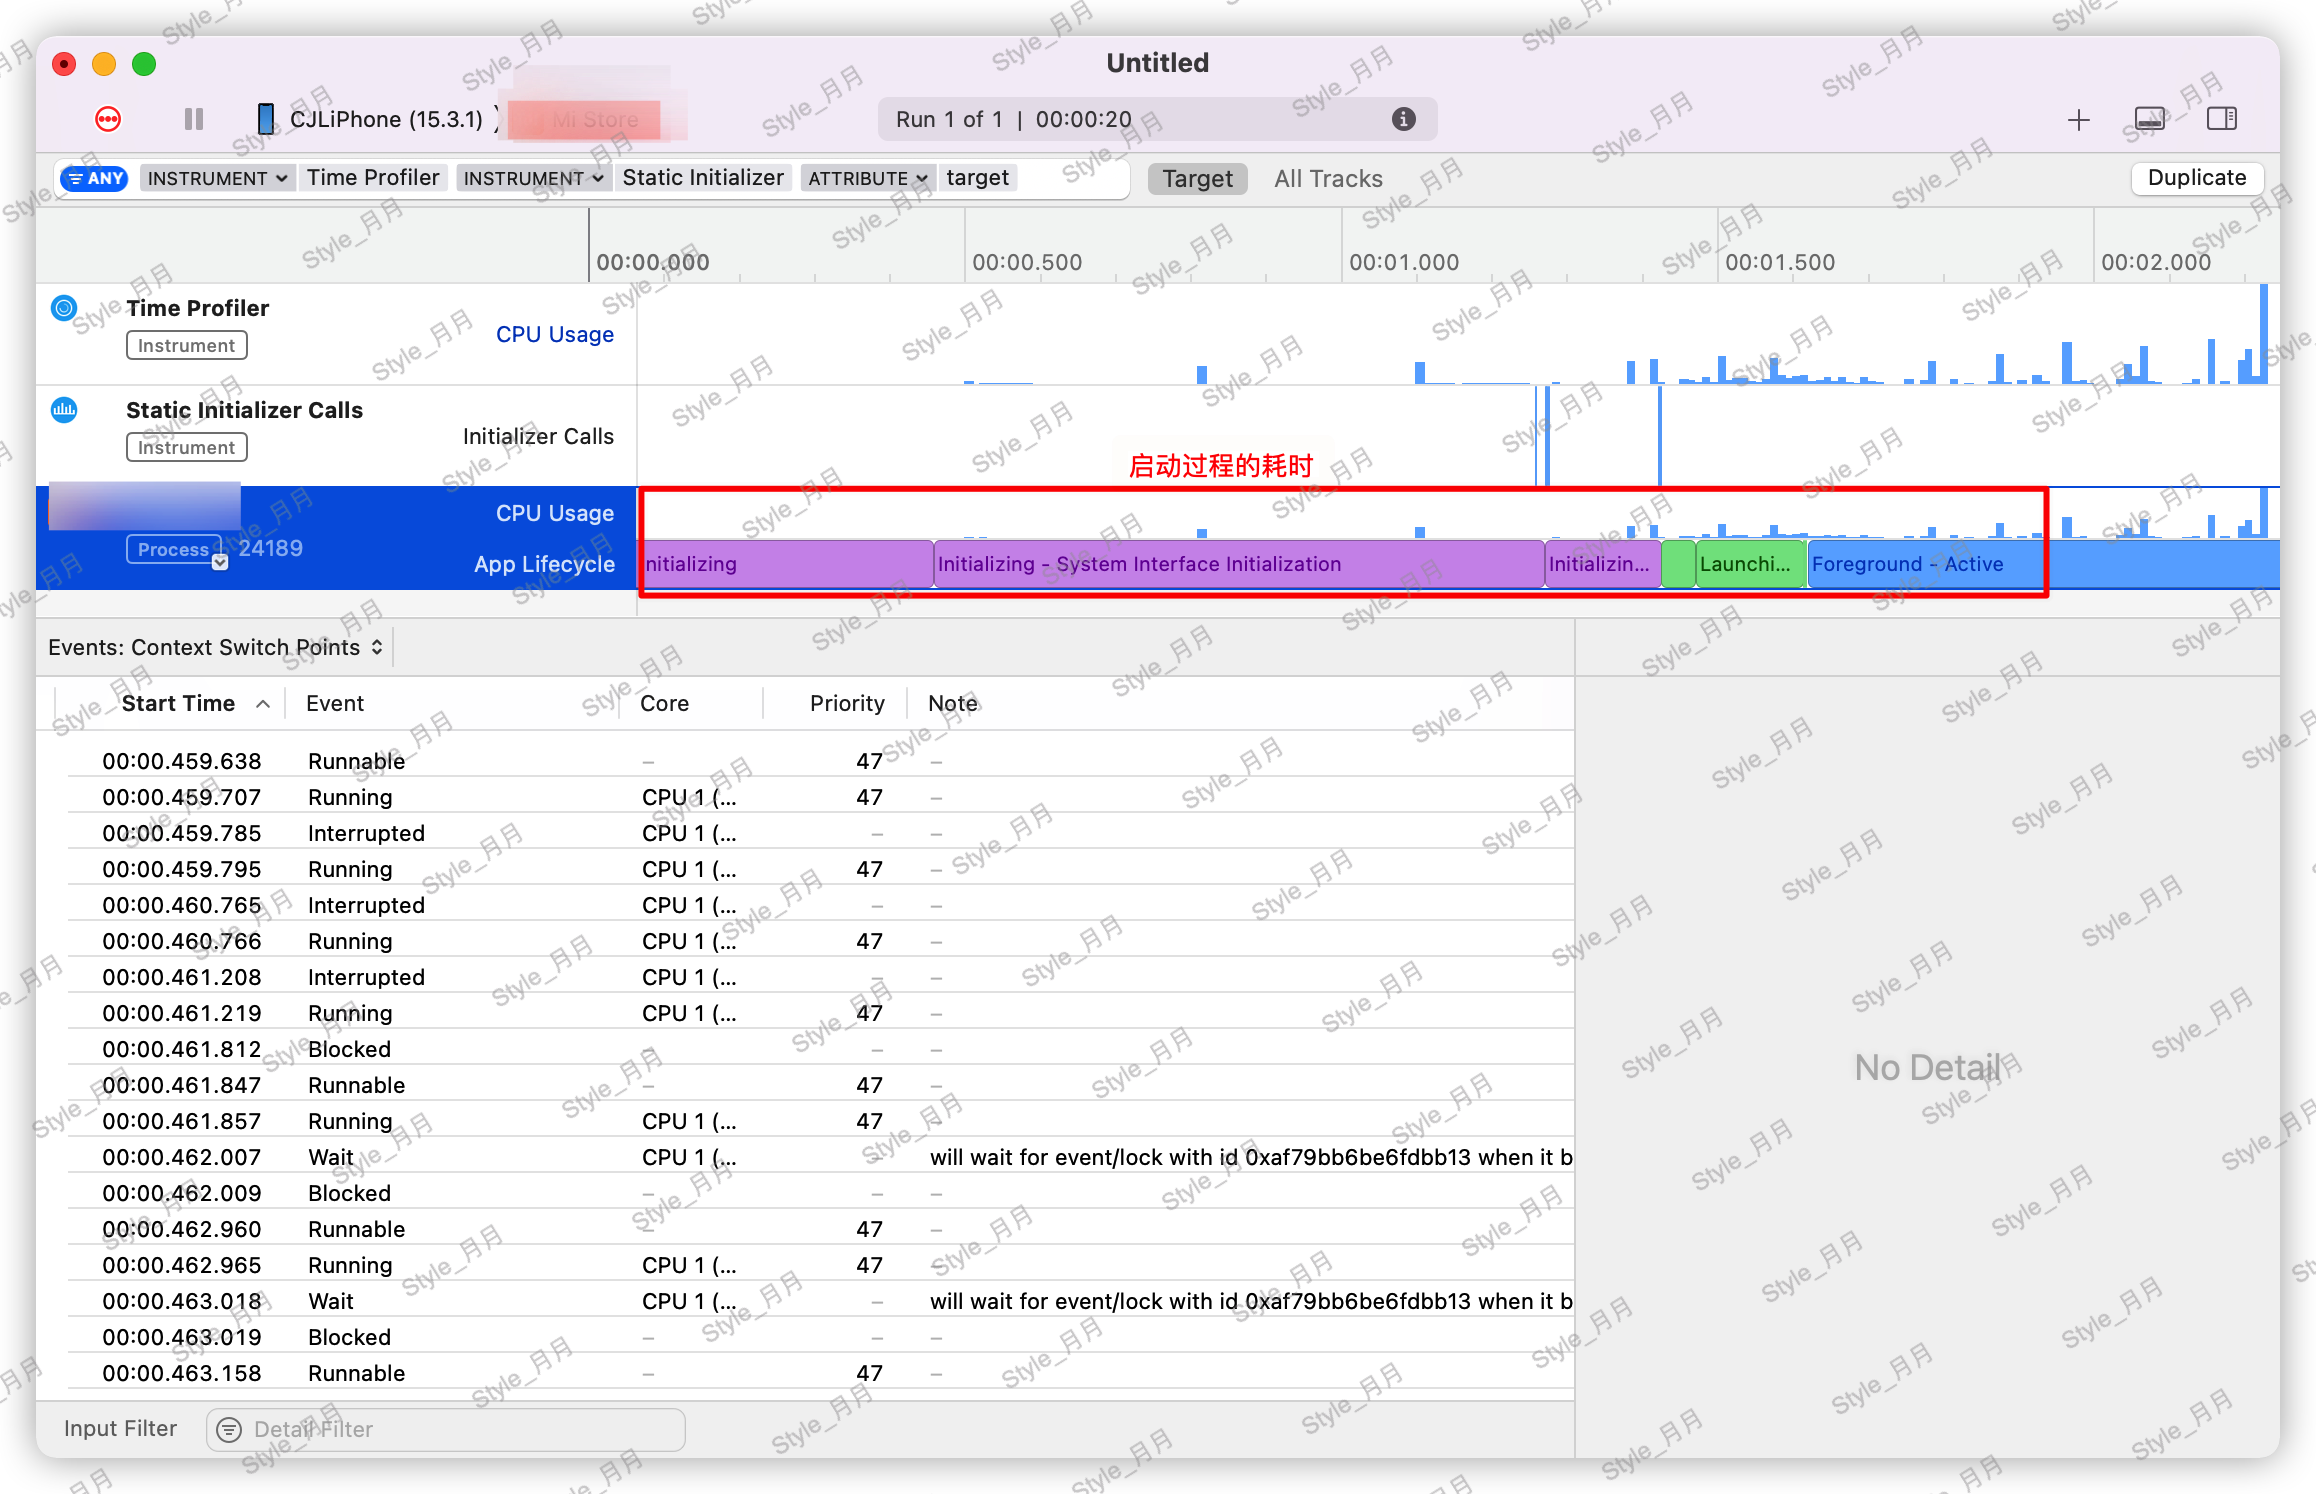 Untitled
CJLiPhone (15.3.1) 〉 Mi Store
Run 1 of 1 | 00:00:20
ANY INSTRUMENT Time Profiler INSTRUMENT Static Initializer ATTRIBUTE target Target All Tracks Duplicate
00:00.000 00:00.500 00:01.000 00:01.500 00:02.000
Time Profiler
Instrument
CPU Usage
Static Initializer Calls
Instrument
Initializer Calls
启动过程的耗时
CPU Usage
Process 24189
App Lifecycle
nitializing Initializing - System Interface Initialization Initializin... Launchi... Foreground - Active
Events: Context Switch Points
Start Time Event Core Priority Note
00:00.459.638 Runnable – 47 –
00:00.459.707 Running CPU 1 (... 47 –
00:00.459.785 Interrupted CPU 1 (... – –
00:00.459.795 Running CPU 1 (... 47 –
00:00.460.765 Interrupted CPU 1 (... – –
00:00.460.766 Running CPU 1 (... 47 –
00:00.461.208 Interrupted CPU 1 (... – –
00:00.461.219 Running CPU 1 (... 47 –
00:00.461.812 Blocked – – –
00:00.461.847 Runnable – 47 –
00:00.461.857 Running CPU 1 (... 47 –
00:00.462.007 Wait CPU 1 (... – will wait for event/lock with id 0xaf79bb6be6fdbb13 when it b
00:00.462.009 Blocked – – –
00:00.462.960 Runnable – 47 –
00:00.462.965 Running CPU 1 (... 47 –
00:00.463.018 Wait CPU 1 (... – will wait for event/lock with id 0xaf79bb6be6fdbb13 when it b
00:00.463.019 Blocked – – –
00:00.463.158 Runnable – 47 –
No Detail
Input Filter Detail Filter
Style_月月